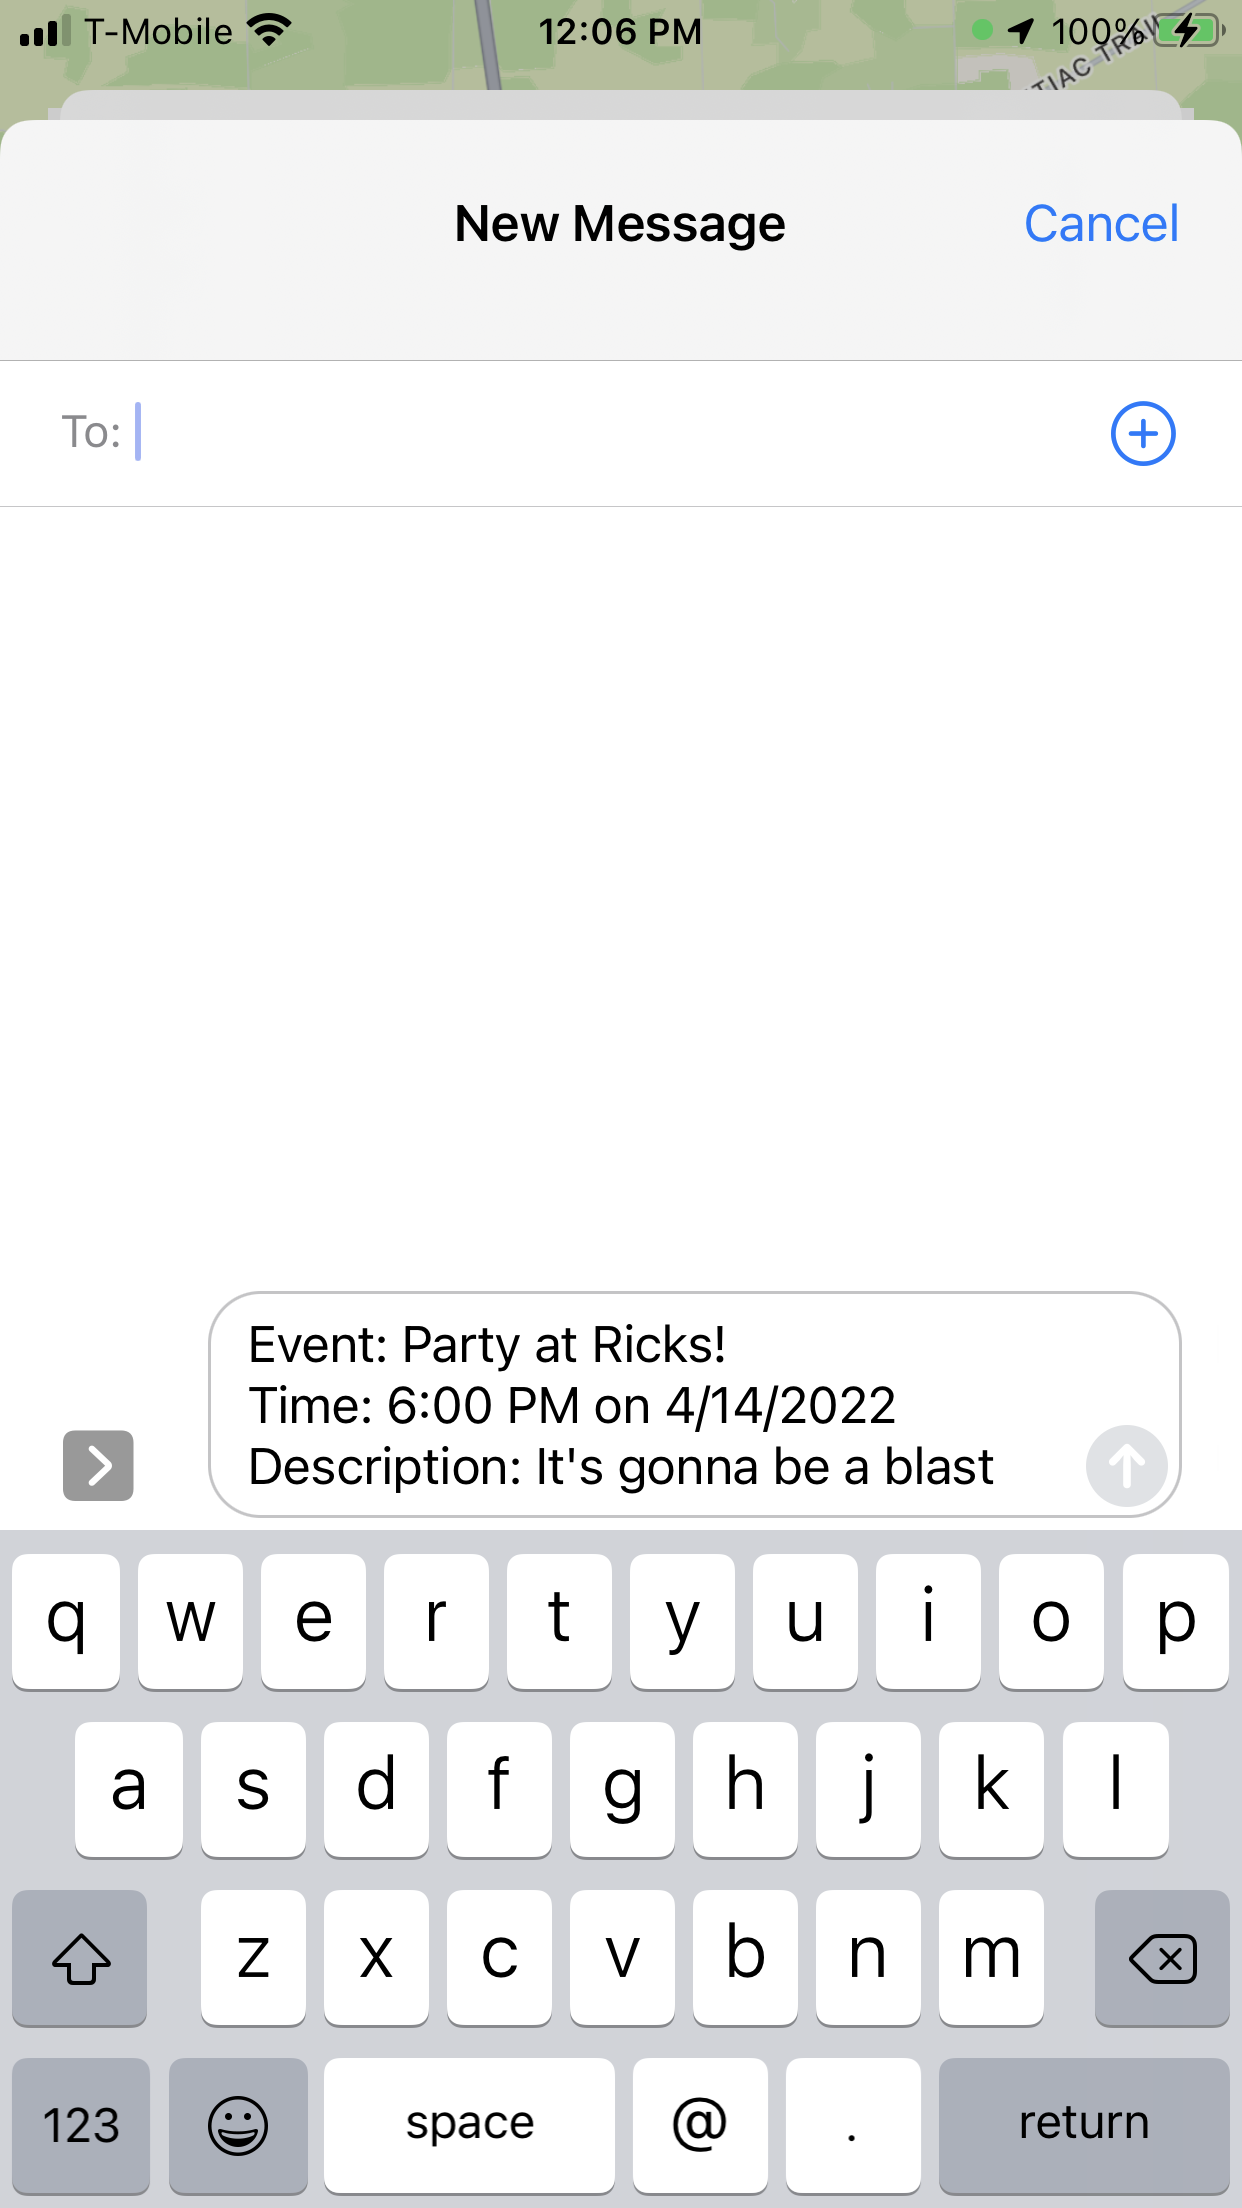 T-Mobile 12:06 PM 100%
TIAC TRAIL
New Message Cancel
To:
Event: Party at Ricks!
Time: 6:00 PM on 4/14/2022
Description: It's gonna be a blast
q w e r t y u i o p
a s d f g h j k l
z x c v b n m
123 space @ . return